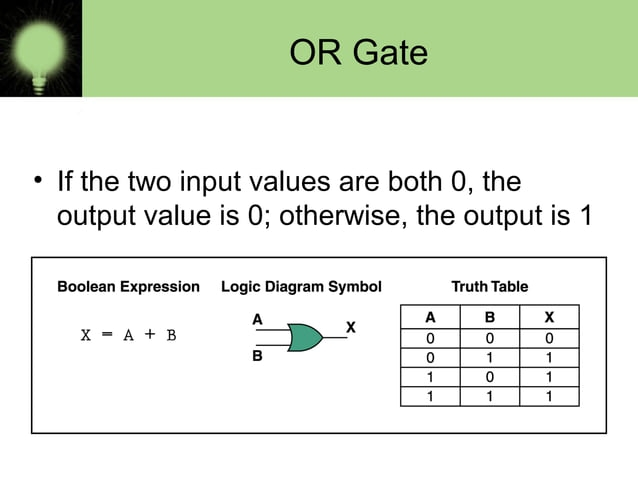 OR Gate
• If the two input values are both 0, the
output value is 0; otherwise, the output is 1
Boolean Expression Logic Diagram Symbol Truth Table
X = A + B
A
B
X
A B X
0 0 0
0 1 1
1 0 1
1 1 1